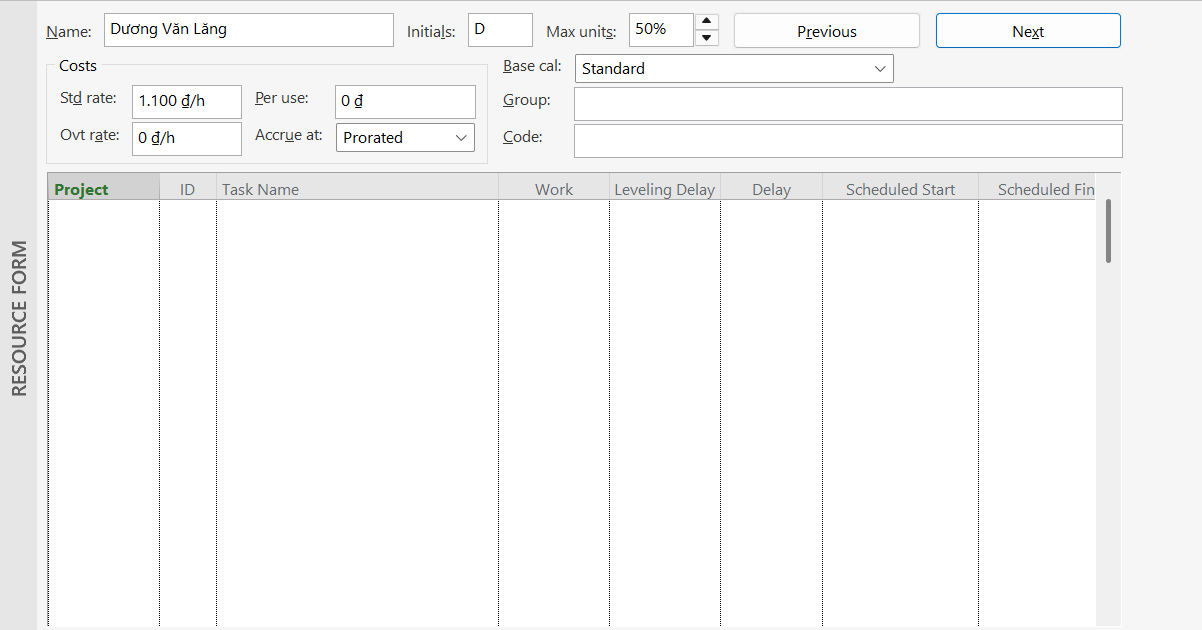 Name: Dương Văn Lăng Initials: D Max units: 50% Previous Next
Costs
Base cal: Standard
Std rate: 1.100 ₫/h Per use: 0 ₫
Group:
Ovt rate: 0 ₫/h Accrue at: Prorated
Code:
Project ID Task Name Work Leveling Delay Delay Scheduled Start Scheduled Fin
RESOURCE FORM